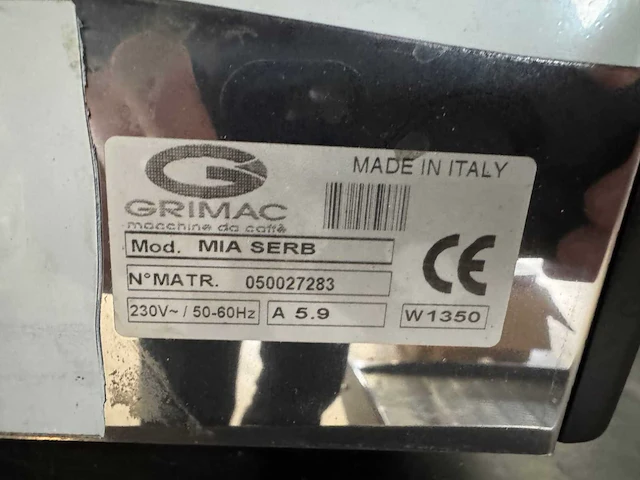 MADE IN ITALY
GRIMAC
macchine da caffè
Mod. MIA SERB
N°MATR. 050027283
230V~ / 50-60Hz A 5.9 W1350
CE